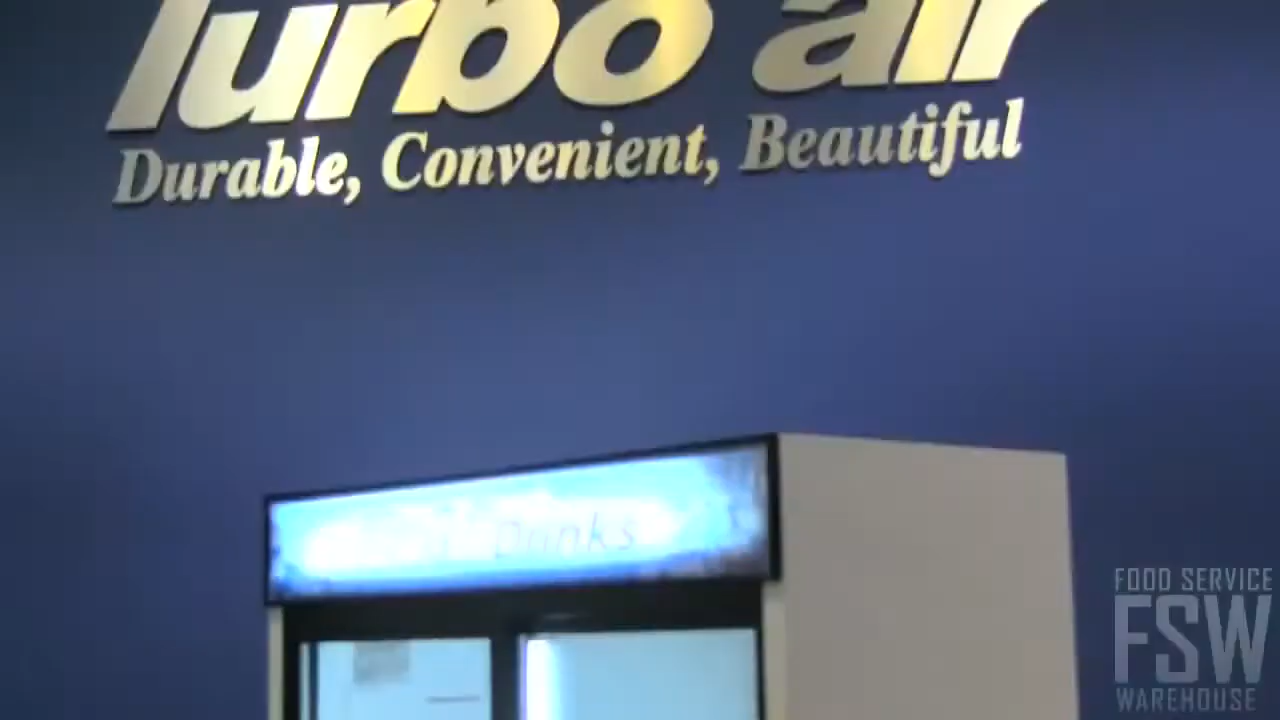 Turbo air
Durable, Convenient, Beautiful
Drinks
FOOD SERVICE
FSW
WAREHOUSE